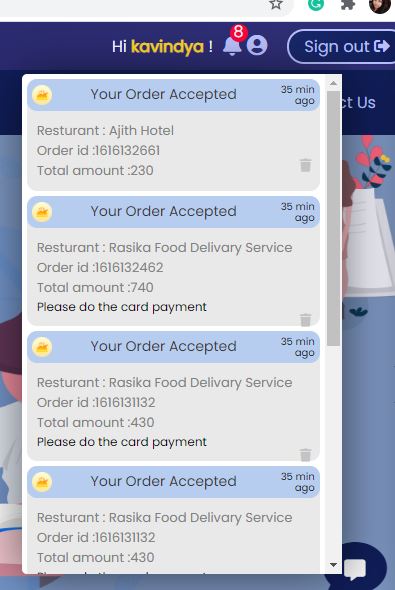 Hi kavindya ! 8 Sign out
ct Us
Your Order Accepted 35 min ago
Resturant : Ajith Hotel
Order id :1616132661
Total amount :230
Your Order Accepted 35 min ago
Resturant : Rasika Food Delivary Service
Order id :1616132462
Total amount :740
Please do the card payment
Your Order Accepted 35 min ago
Resturant : Rasika Food Delivary Service
Order id :1616131132
Total amount :430
Please do the card payment
Your Order Accepted 35 min ago
Resturant : Rasika Food Delivary Service
Order id :1616131132
Total amount :430